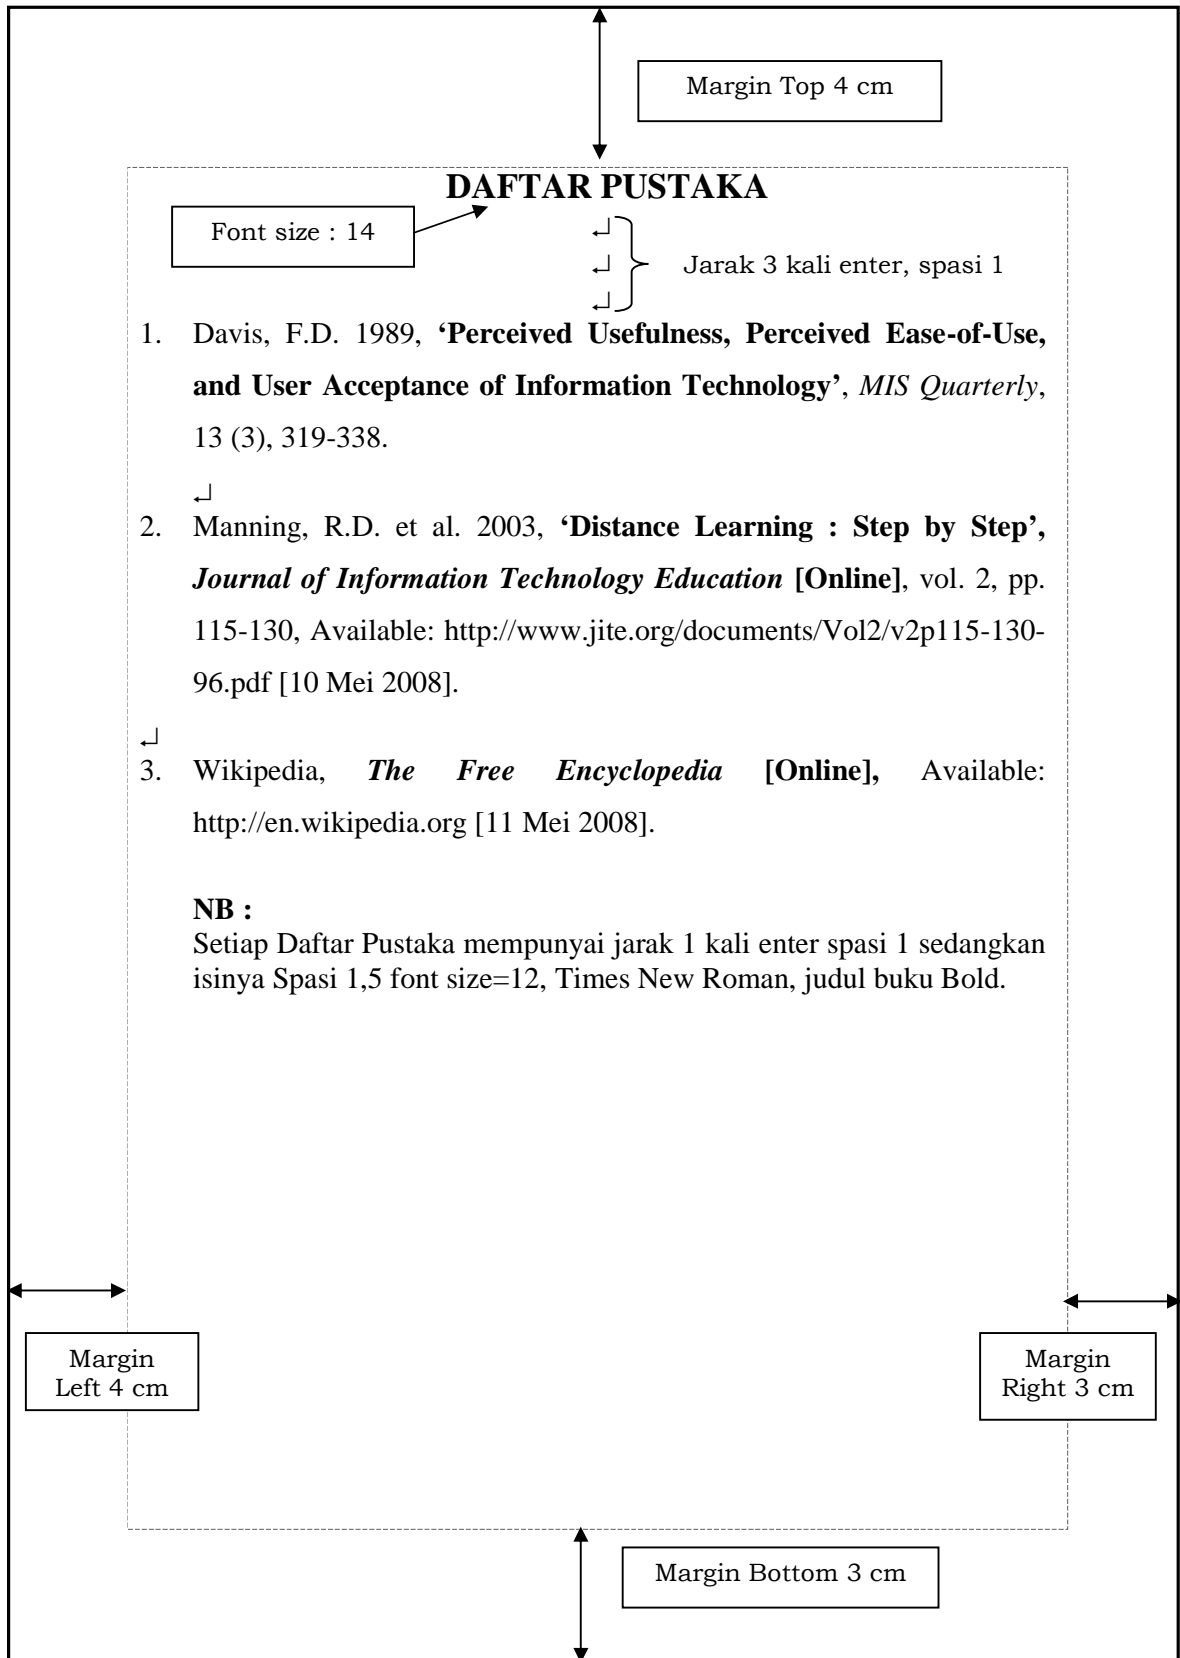 Margin Top 4 cm
DAFTAR PUSTAKA
Font size : 14
Jarak 3 kali enter, spasi 1
1. Davis, F.D. 1989, ‘Perceived Usefulness, Perceived Ease-of-Use,
and User Acceptance of Information Technology’, MIS Quarterly,
13 (3), 319-338.
2. Manning, R.D. et al. 2003, ‘Distance Learning : Step by Step’,
Journal of Information Technology Education [Online], vol. 2, pp.
115-130, Available: http://www.jite.org/documents/Vol2/v2p115-130-
96.pdf [10 Mei 2008].
3. Wikipedia, The Free Encyclopedia [Online], Available:
http://en.wikipedia.org [11 Mei 2008].
NB :
Setiap Daftar Pustaka mempunyai jarak 1 kali enter spasi 1 sedangkan
isinya Spasi 1,5 font size=12, Times New Roman, judul buku Bold.
Margin
Left 4 cm
Margin
Right 3 cm
Margin Bottom 3 cm